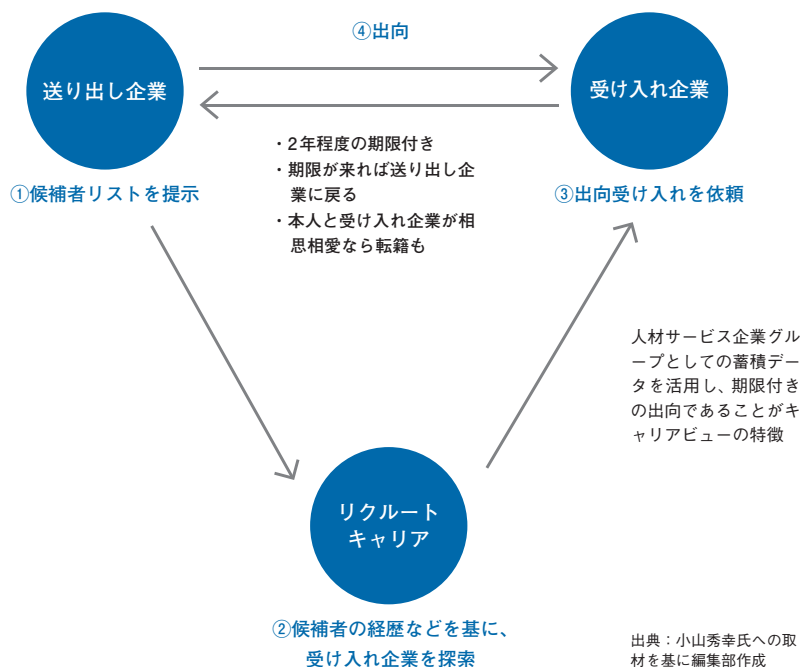 ④出向
送り出し企業
受け入れ企業
・2年程度の期限付き
・期限が来れば送り出し企
業に戻る
・本人と受け入れ企業が相
思相愛なら転籍も
①候補者リストを提示
③出向受け入れを依頼
人材サービス企業グル
ープとしての蓄積デー
タを活用し、期限付き
の出向であることがキ
ャリアビューの特徴
リクルート
キャリア
②候補者の経歴などを基に、
受け入れ企業を探索
出典：小山秀幸氏への取
材を基に編集部作成